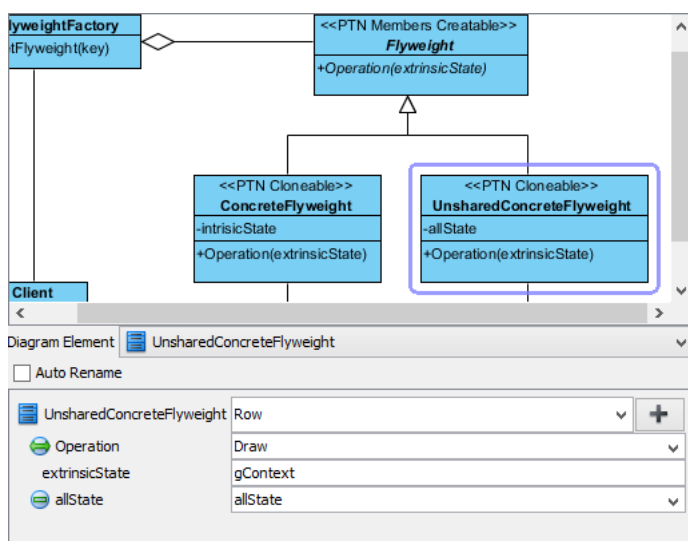 lyweightFactory
tFlyweight(key)
<<PTN Members Creatable>>
Flyweight
+Operation(extrinsicState)
<<PTN Cloneable>>
ConcreteFlyweight
-intrisicState
+Operation(extrinsicState)
<<PTN Cloneable>>
UnsharedConcreteFlyweight
-allState
+Operation(extrinsicState)
Client
Diagram Element UnsharedConcreteFlyweight
Auto Rename
UnsharedConcreteFlyweight Row
Operation Draw
extrinsicState gContext
allState allState